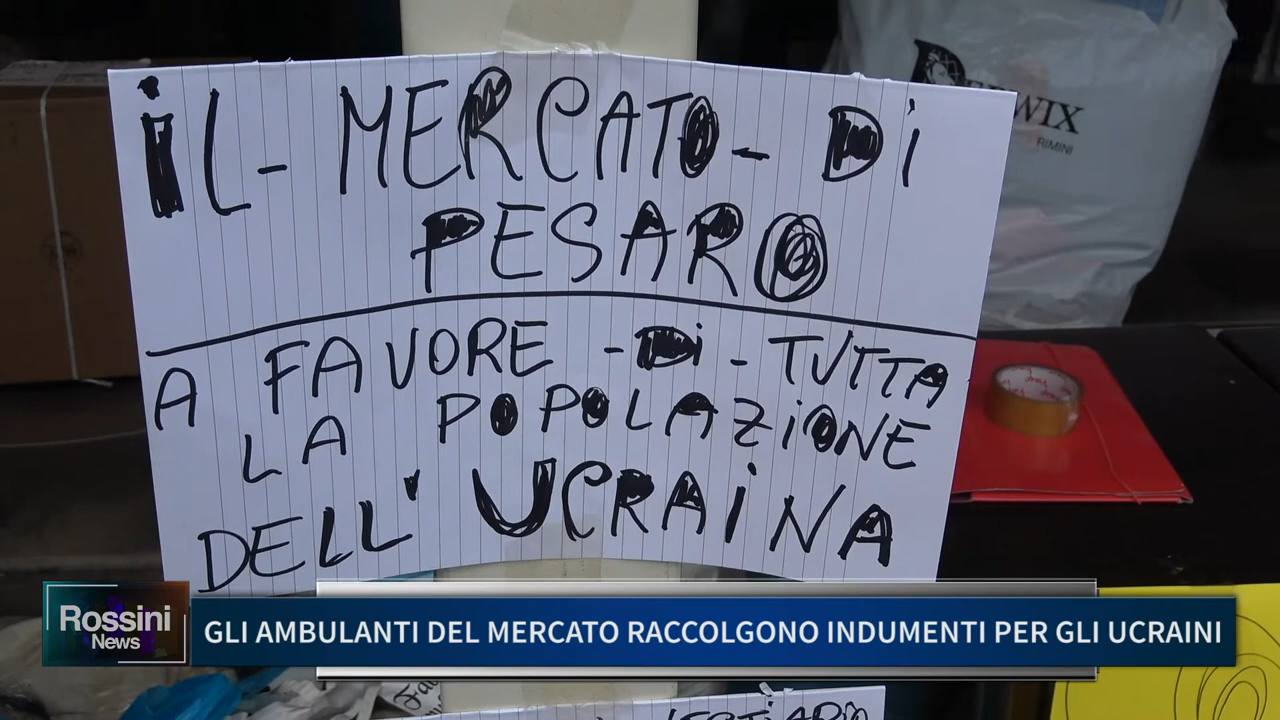 iL - MERCATO - Di
PESARO
A FAVORE - Di - TUTTA
LA POPOLAZiONE
DELL' UCRAiNA
RIMINI
Rossini
News
GLI AMBULANTI DEL MERCATO RACCOLGONO INDUMENTI PER GLI UCRAINI